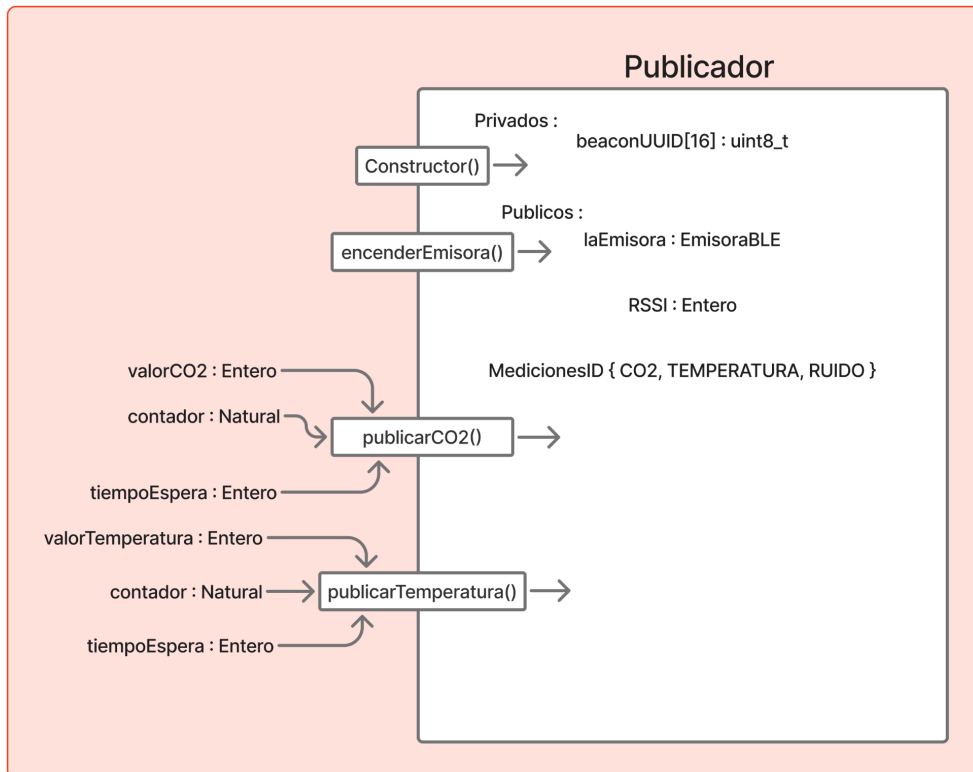 Publicador
Privados :
beaconUUID[16] : uint8_t
Constructor()
Publicos :
laEmisora : EmisoraBLE
encenderEmisora()
RSSI : Entero
valorCO2 : Entero
MedicionesID { CO2, TEMPERATURA, RUIDO }
contador : Natural
publicarCO2()
tiempoEspera : Entero
valorTemperatura : Entero
contador : Natural
publicarTemperatura()
tiempoEspera : Entero